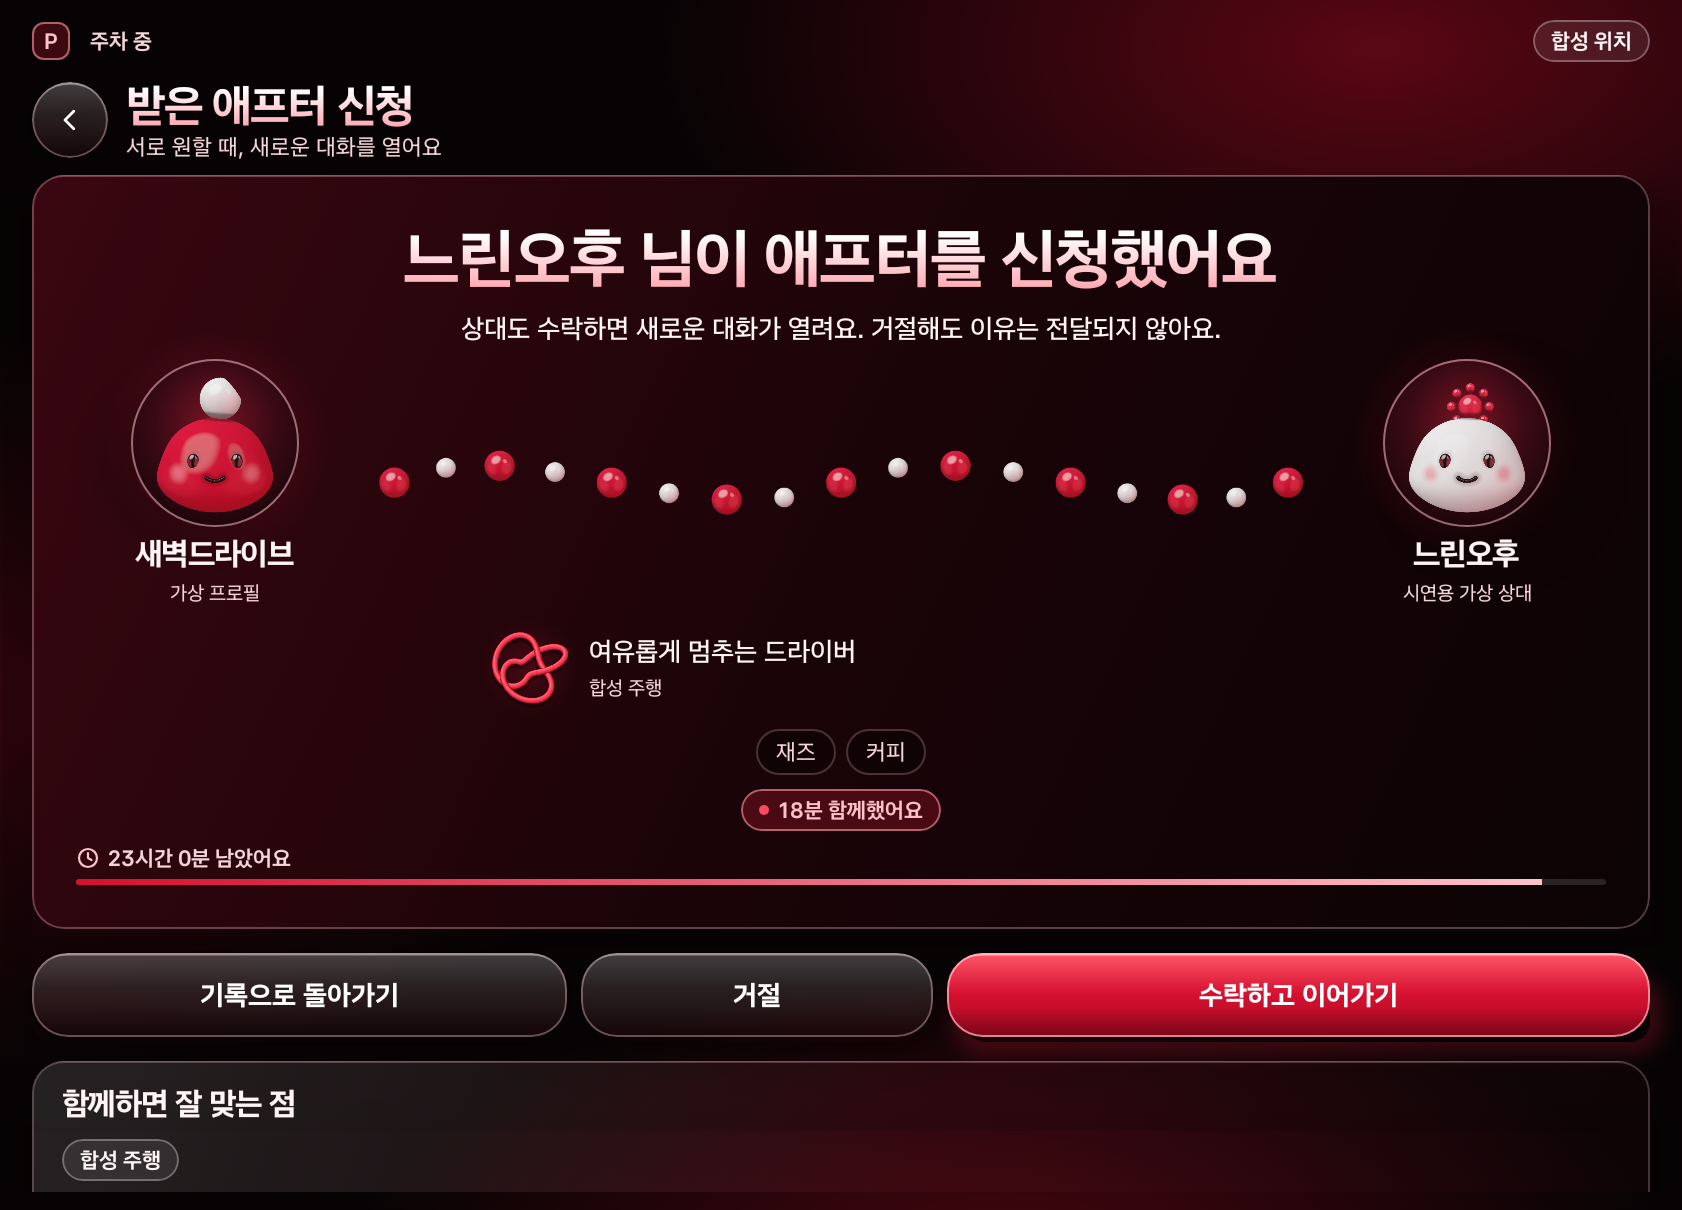 P 주차 중
합성 위치
받은 애프터 신청
서로 원할 때, 새로운 대화를 열어요
느린오후 님이 애프터를 신청했어요
상대도 수락하면 새로운 대화가 열려요. 거절해도 이유는 전달되지 않아요.
새벽드라이브
가상 프로필
느린오후
시연용 가상 상대
여유롭게 멈추는 드라이버
합성 주행
재즈
커피
18분 함께했어요
23시간 0분 남았어요
기록으로 돌아가기
거절
수락하고 이어가기
함께하면 잘 맞는 점
합성 주행